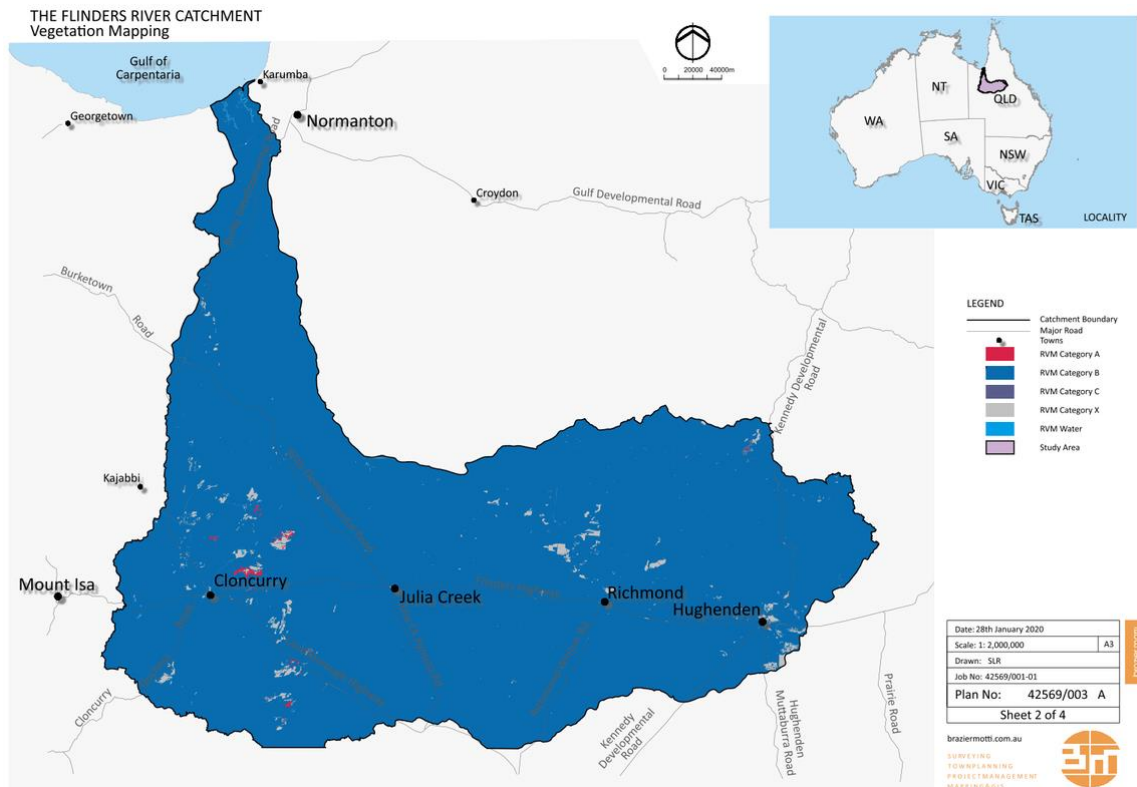 THE FLINDERS RIVER CATCHMENT
Vegetation Mapping
Gulf of
Carpentaria
Karumba
Georgetown
Normanton
Croydon
Gulf Developmental Road
Burketown
Road
Kennedy Developmental
Road
Kajabbi
Mount Isa
Cloncurry
Julia Creek
Richmond
Hughenden
Cloncurry
Kennedy
Developmental
Road
Hughenden
Muttaburra Road
Prairie Road
0 20000 40000m
WA
NT
QLD
SA
NSW
VIC
TAS
LOCALITY
LEGEND
Catchment Boundary
Major Road
Towns
RVM Category A
RVM Category B
RVM Category C
RVM Category X
RVM Water
Study Area
Date: 28th January 2020
Scale: 1: 2,000,000 A3
Drawn: SLR
Job No: 42569/001-01
Plan No: 42569/003 A
Sheet 2 of 4
braziermotti.com.au
SURVEYING
TOWNPLANNING
PROJECTMANAGEMENT
MAPPING&GIS